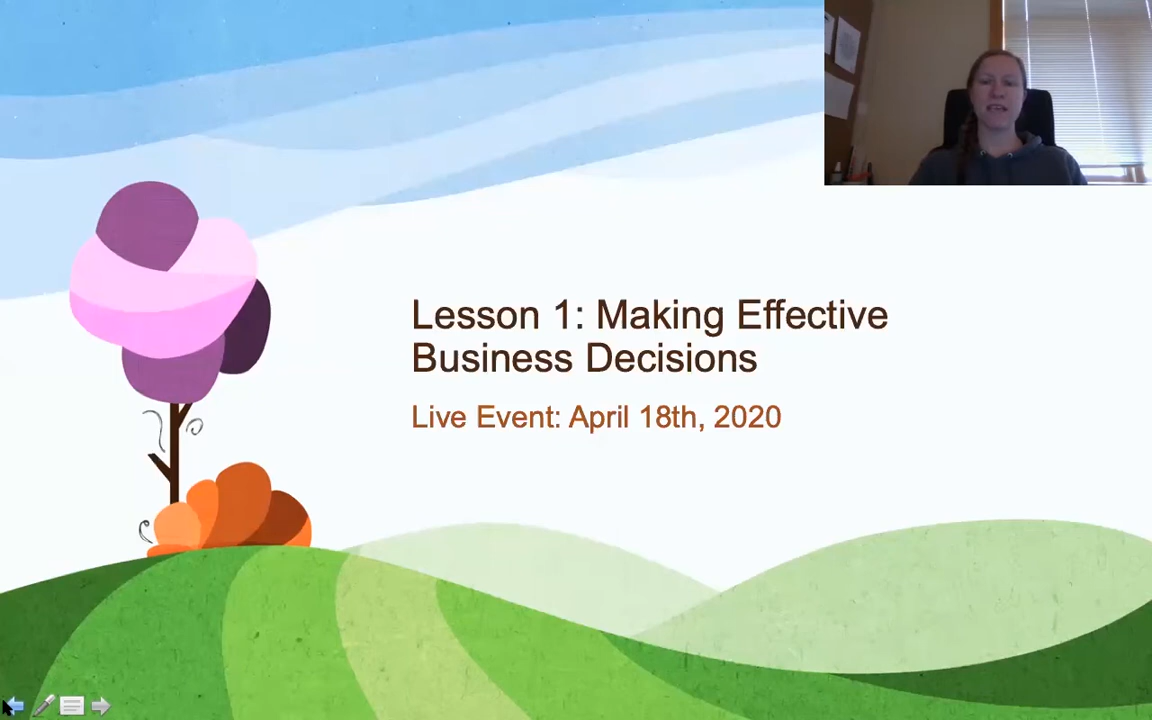 Lesson 1: Making Effective
Business Decisions
Live Event: April 18th, 2020